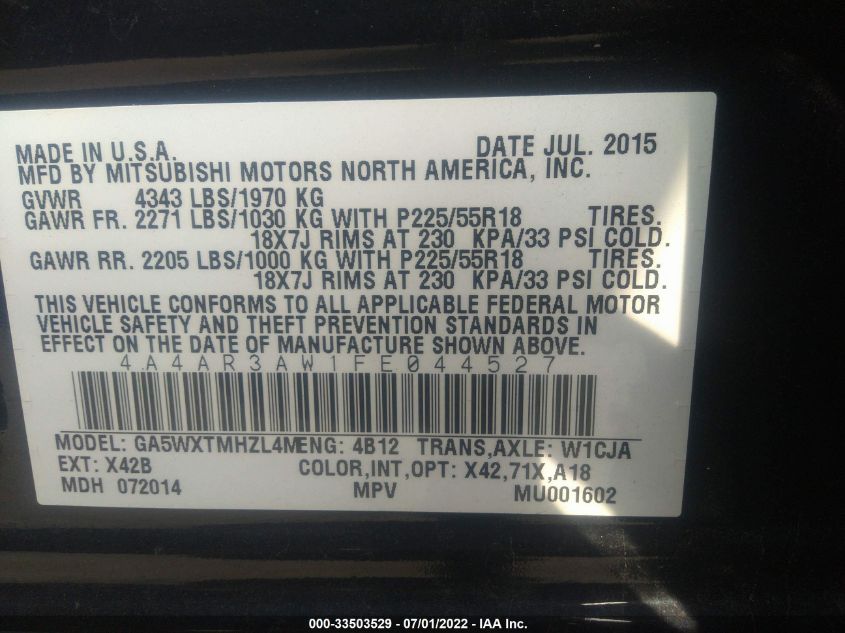 MADE IN U.S.A. DATE JUL. 2015
MFD BY MITSUBISHI MOTORS NORTH AMERICA, INC.
GVWR 4343 LBS/1970 KG
GAWR FR. 2271 LBS/1030 KG WITH P225/55R18 TIRES.
18X7J RIMS AT 230 KPA/33 PSI COLD.
GAWR RR. 2205 LBS/1000 KG WITH P225/55R18 TIRES.
18X7J RIMS AT 230 KPA/33 PSI COLD.
THIS VEHICLE CONFORMS TO ALL APPLICABLE FEDERAL MOTOR
VEHICLE SAFETY AND THEFT PREVENTION STANDARDS IN
EFFECT ON THE DATE OF MANUFACTURE SHOWN ABOVE.
4A4AR3AW1FE044527
MODEL: GA5WXTMHZL4MENG: 4B12 TRANS,AXLE: W1CJA
EXT: X42B COLOR,INT,OPT: X42,71X,A18
MDH 072014 MPV MU001602
000-33503529 - 07/01/2022 - IAA Inc.